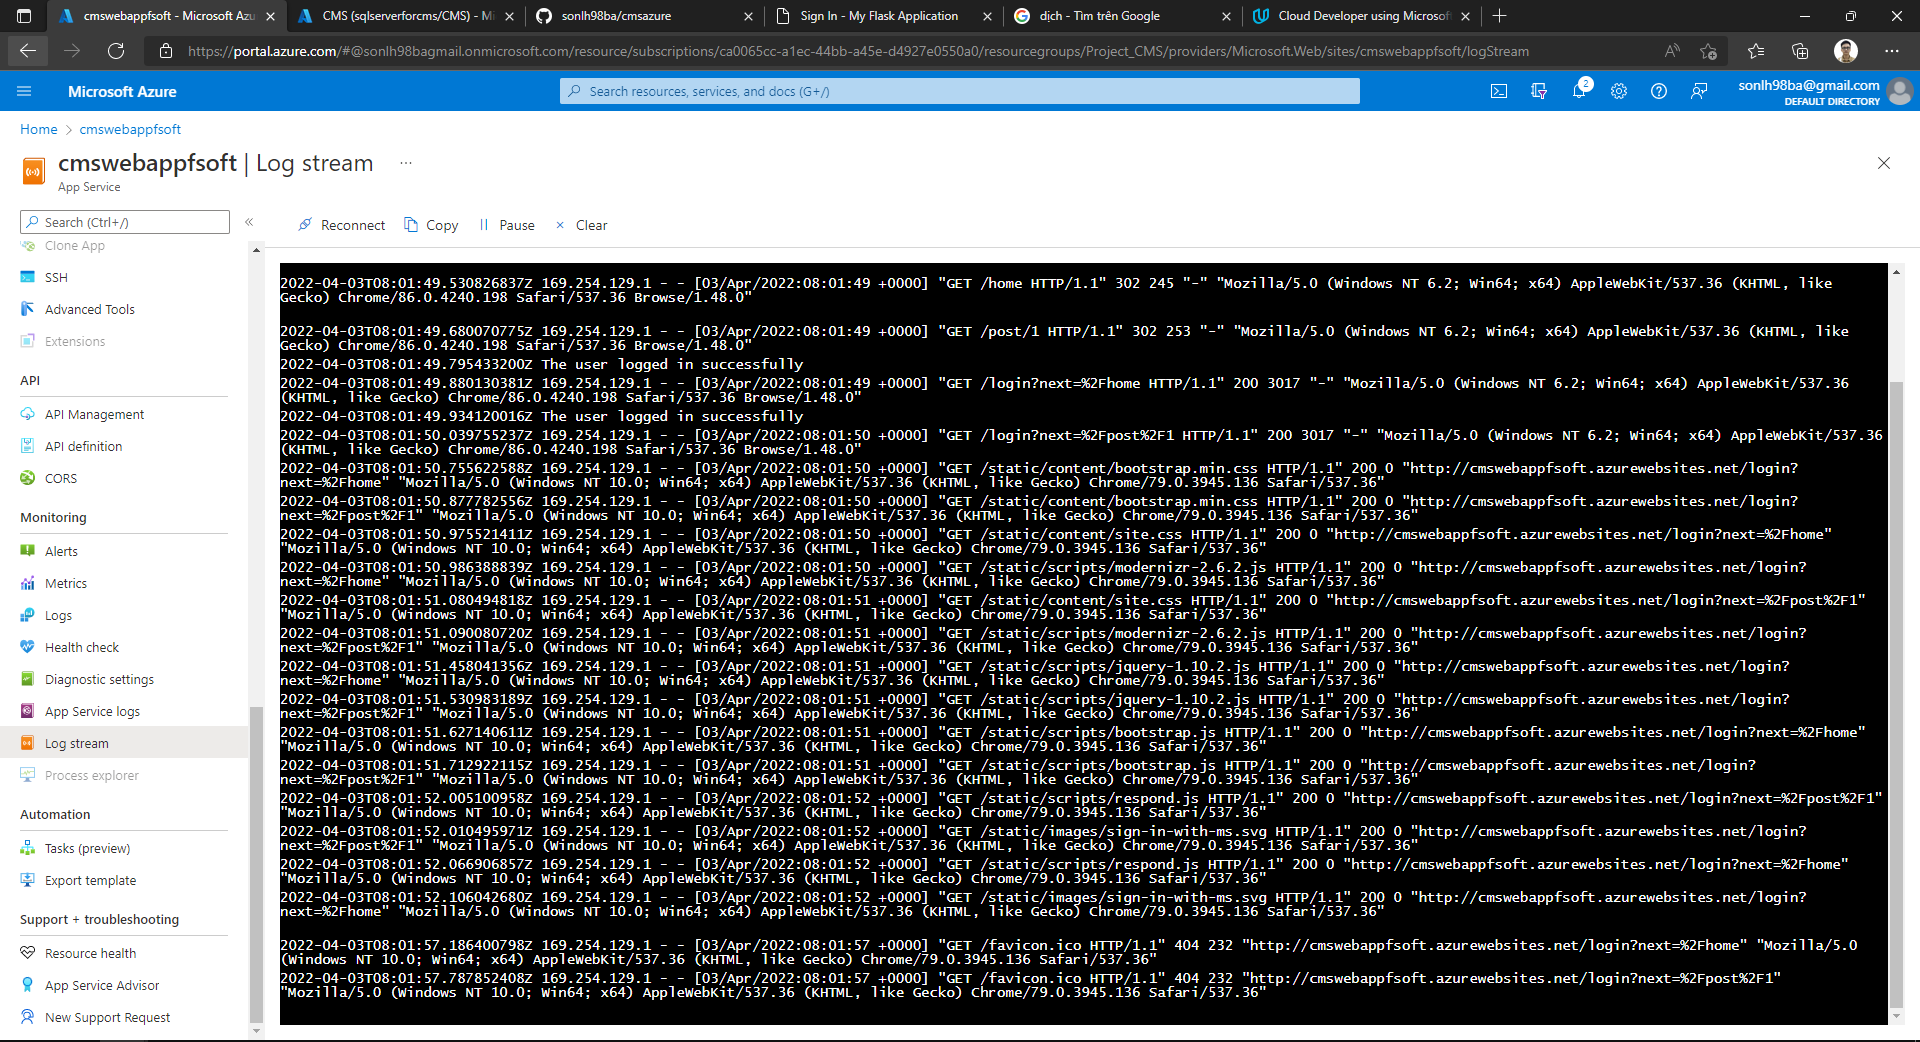 cmswebappfsoft - Microsoft Azu
CMS (sqlserverforcms/CMS) - Mi
sonlh98ba/cmsazure
Sign In - My Flask Application
dịch - Tìm trên Google
Cloud Developer using Microsof
https://portal.azure.com/#@sonlh98bagmail.onmicrosoft.com/resource/subscriptions/ca0065cc-a1ec-44bb-a45e-d4927e0550a0/resourcegroups/Project_CMS/providers/Microsoft.Web/sites/cmswebappfsoft/logStream
Microsoft Azure
Search resources, services, and docs (G+/)
2
sonlh98ba@gmail.com
DEFAULT DIRECTORY
Home > cmswebappfsoft
cmswebappfsoft | Log stream ...
App Service
Search (Ctrl+/)
Reconnect Copy Pause Clear
Clone App
SSH
Advanced Tools
Extensions
API
API Management
API definition
CORS
Monitoring
Alerts
Metrics
Logs
Health check
Diagnostic settings
App Service logs
Log stream
Process explorer
Automation
Tasks (preview)
Export template
Support + troubleshooting
Resource health
App Service Advisor
New Support Request
2022-04-03T08:01:49.530826837Z 169.254.129.1 - - [03/Apr/2022:08:01:49 +0000] "GET /home HTTP/1.1" 302 245 "-" "Mozilla/5.0 (Windows NT 6.2; Win64; x64) AppleWebKit/537.36 (KHTML, like
Gecko) Chrome/86.0.4240.198 Safari/537.36 Browse/1.48.0"
2022-04-03T08:01:49.680070775Z 169.254.129.1 - - [03/Apr/2022:08:01:49 +0000] "GET /post/1 HTTP/1.1" 302 253 "-" "Mozilla/5.0 (Windows NT 6.2; Win64; x64) AppleWebKit/537.36 (KHTML, like
Gecko) Chrome/86.0.4240.198 Safari/537.36 Browse/1.48.0"
2022-04-03T08:01:49.795433200Z The user logged in successfully
2022-04-03T08:01:49.880130381Z 169.254.129.1 - - [03/Apr/2022:08:01:49 +0000] "GET /login?next=%2Fhome HTTP/1.1" 200 3017 "-" "Mozilla/5.0 (Windows NT 6.2; Win64; x64) AppleWebKit/537.36
(KHTML, like Gecko) Chrome/86.0.4240.198 Safari/537.36 Browse/1.48.0"
2022-04-03T08:01:49.934120016Z The user logged in successfully
2022-04-03T08:01:50.039755237Z 169.254.129.1 - - [03/Apr/2022:08:01:50 +0000] "GET /login?next=%2Fpost%2F1 HTTP/1.1" 200 3017 "-" "Mozilla/5.0 (Windows NT 6.2; Win64; x64) AppleWebKit/537.36
(KHTML, like Gecko) Chrome/86.0.4240.198 Safari/537.36 Browse/1.48.0"
2022-04-03T08:01:50.755622588Z 169.254.129.1 - - [03/Apr/2022:08:01:50 +0000] "GET /static/content/bootstrap.min.css HTTP/1.1" 200 0 "http://cmswebappfsoft.azurewebsites.net/login?
next=%2Fhome" "Mozilla/5.0 (Windows NT 10.0; Win64; x64) AppleWebKit/537.36 (KHTML, like Gecko) Chrome/79.0.3945.136 Safari/537.36"
2022-04-03T08:01:50.877782556Z 169.254.129.1 - - [03/Apr/2022:08:01:50 +0000] "GET /static/content/bootstrap.min.css HTTP/1.1" 200 0 "http://cmswebappfsoft.azurewebsites.net/login?
next=%2Fpost%2F1" "Mozilla/5.0 (Windows NT 10.0; Win64; x64) AppleWebKit/537.36 (KHTML, like Gecko) Chrome/79.0.3945.136 Safari/537.36"
2022-04-03T08:01:50.975521411Z 169.254.129.1 - - [03/Apr/2022:08:01:50 +0000] "GET /static/content/site.css HTTP/1.1" 200 0 "http://cmswebappfsoft.azurewebsites.net/login?next=%2Fhome"
"Mozilla/5.0 (Windows NT 10.0; Win64; x64) AppleWebKit/537.36 (KHTML, like Gecko) Chrome/79.0.3945.136 Safari/537.36"
2022-04-03T08:01:50.986388839Z 169.254.129.1 - - [03/Apr/2022:08:01:50 +0000] "GET /static/scripts/modernizr-2.6.2.js HTTP/1.1" 200 0 "http://cmswebappfsoft.azurewebsites.net/login?
next=%2Fhome" "Mozilla/5.0 (Windows NT 10.0; Win64; x64) AppleWebKit/537.36 (KHTML, like Gecko) Chrome/79.0.3945.136 Safari/537.36"
2022-04-03T08:01:51.080494818Z 169.254.129.1 - - [03/Apr/2022:08:01:51 +0000] "GET /static/content/site.css HTTP/1.1" 200 0 "http://cmswebappfsoft.azurewebsites.net/login?next=%2Fpost%2F1"
"Mozilla/5.0 (Windows NT 10.0; Win64; x64) AppleWebKit/537.36 (KHTML, like Gecko) Chrome/79.0.3945.136 Safari/537.36"
2022-04-03T08:01:51.090080720Z 169.254.129.1 - - [03/Apr/2022:08:01:51 +0000] "GET /static/scripts/modernizr-2.6.2.js HTTP/1.1" 200 0 "http://cmswebappfsoft.azurewebsites.net/login?
next=%2Fpost%2F1" "Mozilla/5.0 (Windows NT 10.0; Win64; x64) AppleWebKit/537.36 (KHTML, like Gecko) Chrome/79.0.3945.136 Safari/537.36"
2022-04-03T08:01:51.458041356Z 169.254.129.1 - - [03/Apr/2022:08:01:51 +0000] "GET /static/scripts/jquery-1.10.2.js HTTP/1.1" 200 0 "http://cmswebappfsoft.azurewebsites.net/login?
next=%2Fhome" "Mozilla/5.0 (Windows NT 10.0; Win64; x64) AppleWebKit/537.36 (KHTML, like Gecko) Chrome/79.0.3945.136 Safari/537.36"
2022-04-03T08:01:51.530983189Z 169.254.129.1 - - [03/Apr/2022:08:01:51 +0000] "GET /static/scripts/jquery-1.10.2.js HTTP/1.1" 200 0 "http://cmswebappfsoft.azurewebsites.net/login?
next=%2Fpost%2F1" "Mozilla/5.0 (Windows NT 10.0; Win64; x64) AppleWebKit/537.36 (KHTML, like Gecko) Chrome/79.0.3945.136 Safari/537.36"
2022-04-03T08:01:51.627140611Z 169.254.129.1 - - [03/Apr/2022:08:01:51 +0000] "GET /static/scripts/bootstrap.js HTTP/1.1" 200 0 "http://cmswebappfsoft.azurewebsites.net/login?next=%2Fhome"
"Mozilla/5.0 (Windows NT 10.0; Win64; x64) AppleWebKit/537.36 (KHTML, like Gecko) Chrome/79.0.3945.136 Safari/537.36"
2022-04-03T08:01:51.712922115Z 169.254.129.1 - - [03/Apr/2022:08:01:51 +0000] "GET /static/scripts/bootstrap.js HTTP/1.1" 200 0 "http://cmswebappfsoft.azurewebsites.net/login?
next=%2Fpost%2F1" "Mozilla/5.0 (Windows NT 10.0; Win64; x64) AppleWebKit/537.36 (KHTML, like Gecko) Chrome/79.0.3945.136 Safari/537.36"
2022-04-03T08:01:52.005100958Z 169.254.129.1 - - [03/Apr/2022:08:01:52 +0000] "GET /static/scripts/respond.js HTTP/1.1" 200 0 "http://cmswebappfsoft.azurewebsites.net/login?next=%2Fpost%2F1"
"Mozilla/5.0 (Windows NT 10.0; Win64; x64) AppleWebKit/537.36 (KHTML, like Gecko) Chrome/79.0.3945.136 Safari/537.36"
2022-04-03T08:01:52.010495971Z 169.254.129.1 - - [03/Apr/2022:08:01:52 +0000] "GET /static/images/sign-in-with-ms.svg HTTP/1.1" 200 0 "http://cmswebappfsoft.azurewebsites.net/login?
next=%2Fpost%2F1" "Mozilla/5.0 (Windows NT 10.0; Win64; x64) AppleWebKit/537.36 (KHTML, like Gecko) Chrome/79.0.3945.136 Safari/537.36"
2022-04-03T08:01:52.066906857Z 169.254.129.1 - - [03/Apr/2022:08:01:52 +0000] "GET /static/scripts/respond.js HTTP/1.1" 200 0 "http://cmswebappfsoft.azurewebsites.net/login?next=%2Fhome"
"Mozilla/5.0 (Windows NT 10.0; Win64; x64) AppleWebKit/537.36 (KHTML, like Gecko) Chrome/79.0.3945.136 Safari/537.36"
2022-04-03T08:01:52.106042680Z 169.254.129.1 - - [03/Apr/2022:08:01:52 +0000] "GET /static/images/sign-in-with-ms.svg HTTP/1.1" 200 0 "http://cmswebappfsoft.azurewebsites.net/login?
next=%2Fhome" "Mozilla/5.0 (Windows NT 10.0; Win64; x64) AppleWebKit/537.36 (KHTML, like Gecko) Chrome/79.0.3945.136 Safari/537.36"
2022-04-03T08:01:57.186400798Z 169.254.129.1 - - [03/Apr/2022:08:01:57 +0000] "GET /favicon.ico HTTP/1.1" 404 232 "http://cmswebappfsoft.azurewebsites.net/login?next=%2Fhome" "Mozilla/5.0
(Windows NT 10.0; Win64; x64) AppleWebKit/537.36 (KHTML, like Gecko) Chrome/79.0.3945.136 Safari/537.36"
2022-04-03T08:01:57.787852408Z 169.254.129.1 - - [03/Apr/2022:08:01:57 +0000] "GET /favicon.ico HTTP/1.1" 404 232 "http://cmswebappfsoft.azurewebsites.net/login?next=%2Fpost%2F1"
"Mozilla/5.0 (Windows NT 10.0; Win64; x64) AppleWebKit/537.36 (KHTML, like Gecko) Chrome/79.0.3945.136 Safari/537.36"